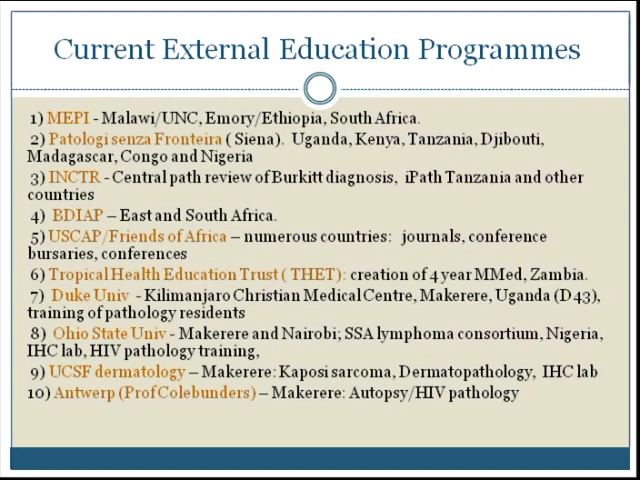 Current External Education Programmes
1) MEPI - Malawi/UNC, Emory/Ethiopia, South Africa.
2) Patologi senza Fronteira ( Siena).  Uganda, Kenya, Tanzania, Djibouti,
Madagascar, Congo and Nigeria
3) INCTR - Central path review of Burkitt diagnosis,  iPath Tanzania and other
countries
4)  BDIAP – East and South Africa.
5) USCAP/Friends of Africa – numerous countries:  journals, conference
bursaries, conferences
6) Tropical Health Education Trust ( THET): creation of 4 year MMed, Zambia.
7)  Duke Univ  - Kilimanjaro Christian Medical Centre, Makerere, Uganda (D43),
training of pathology residents
8)  Ohio State Univ - Makerere and Nairobi; SSA lymphoma consortium, Nigeria,
IHC lab, HIV pathology training,
9) UCSF dermatology – Makerere: Kaposi sarcoma, Dermatopathology,  IHC lab
10) Antwerp (Prof Colebunders) – Makerere: Autopsy/HIV pathology